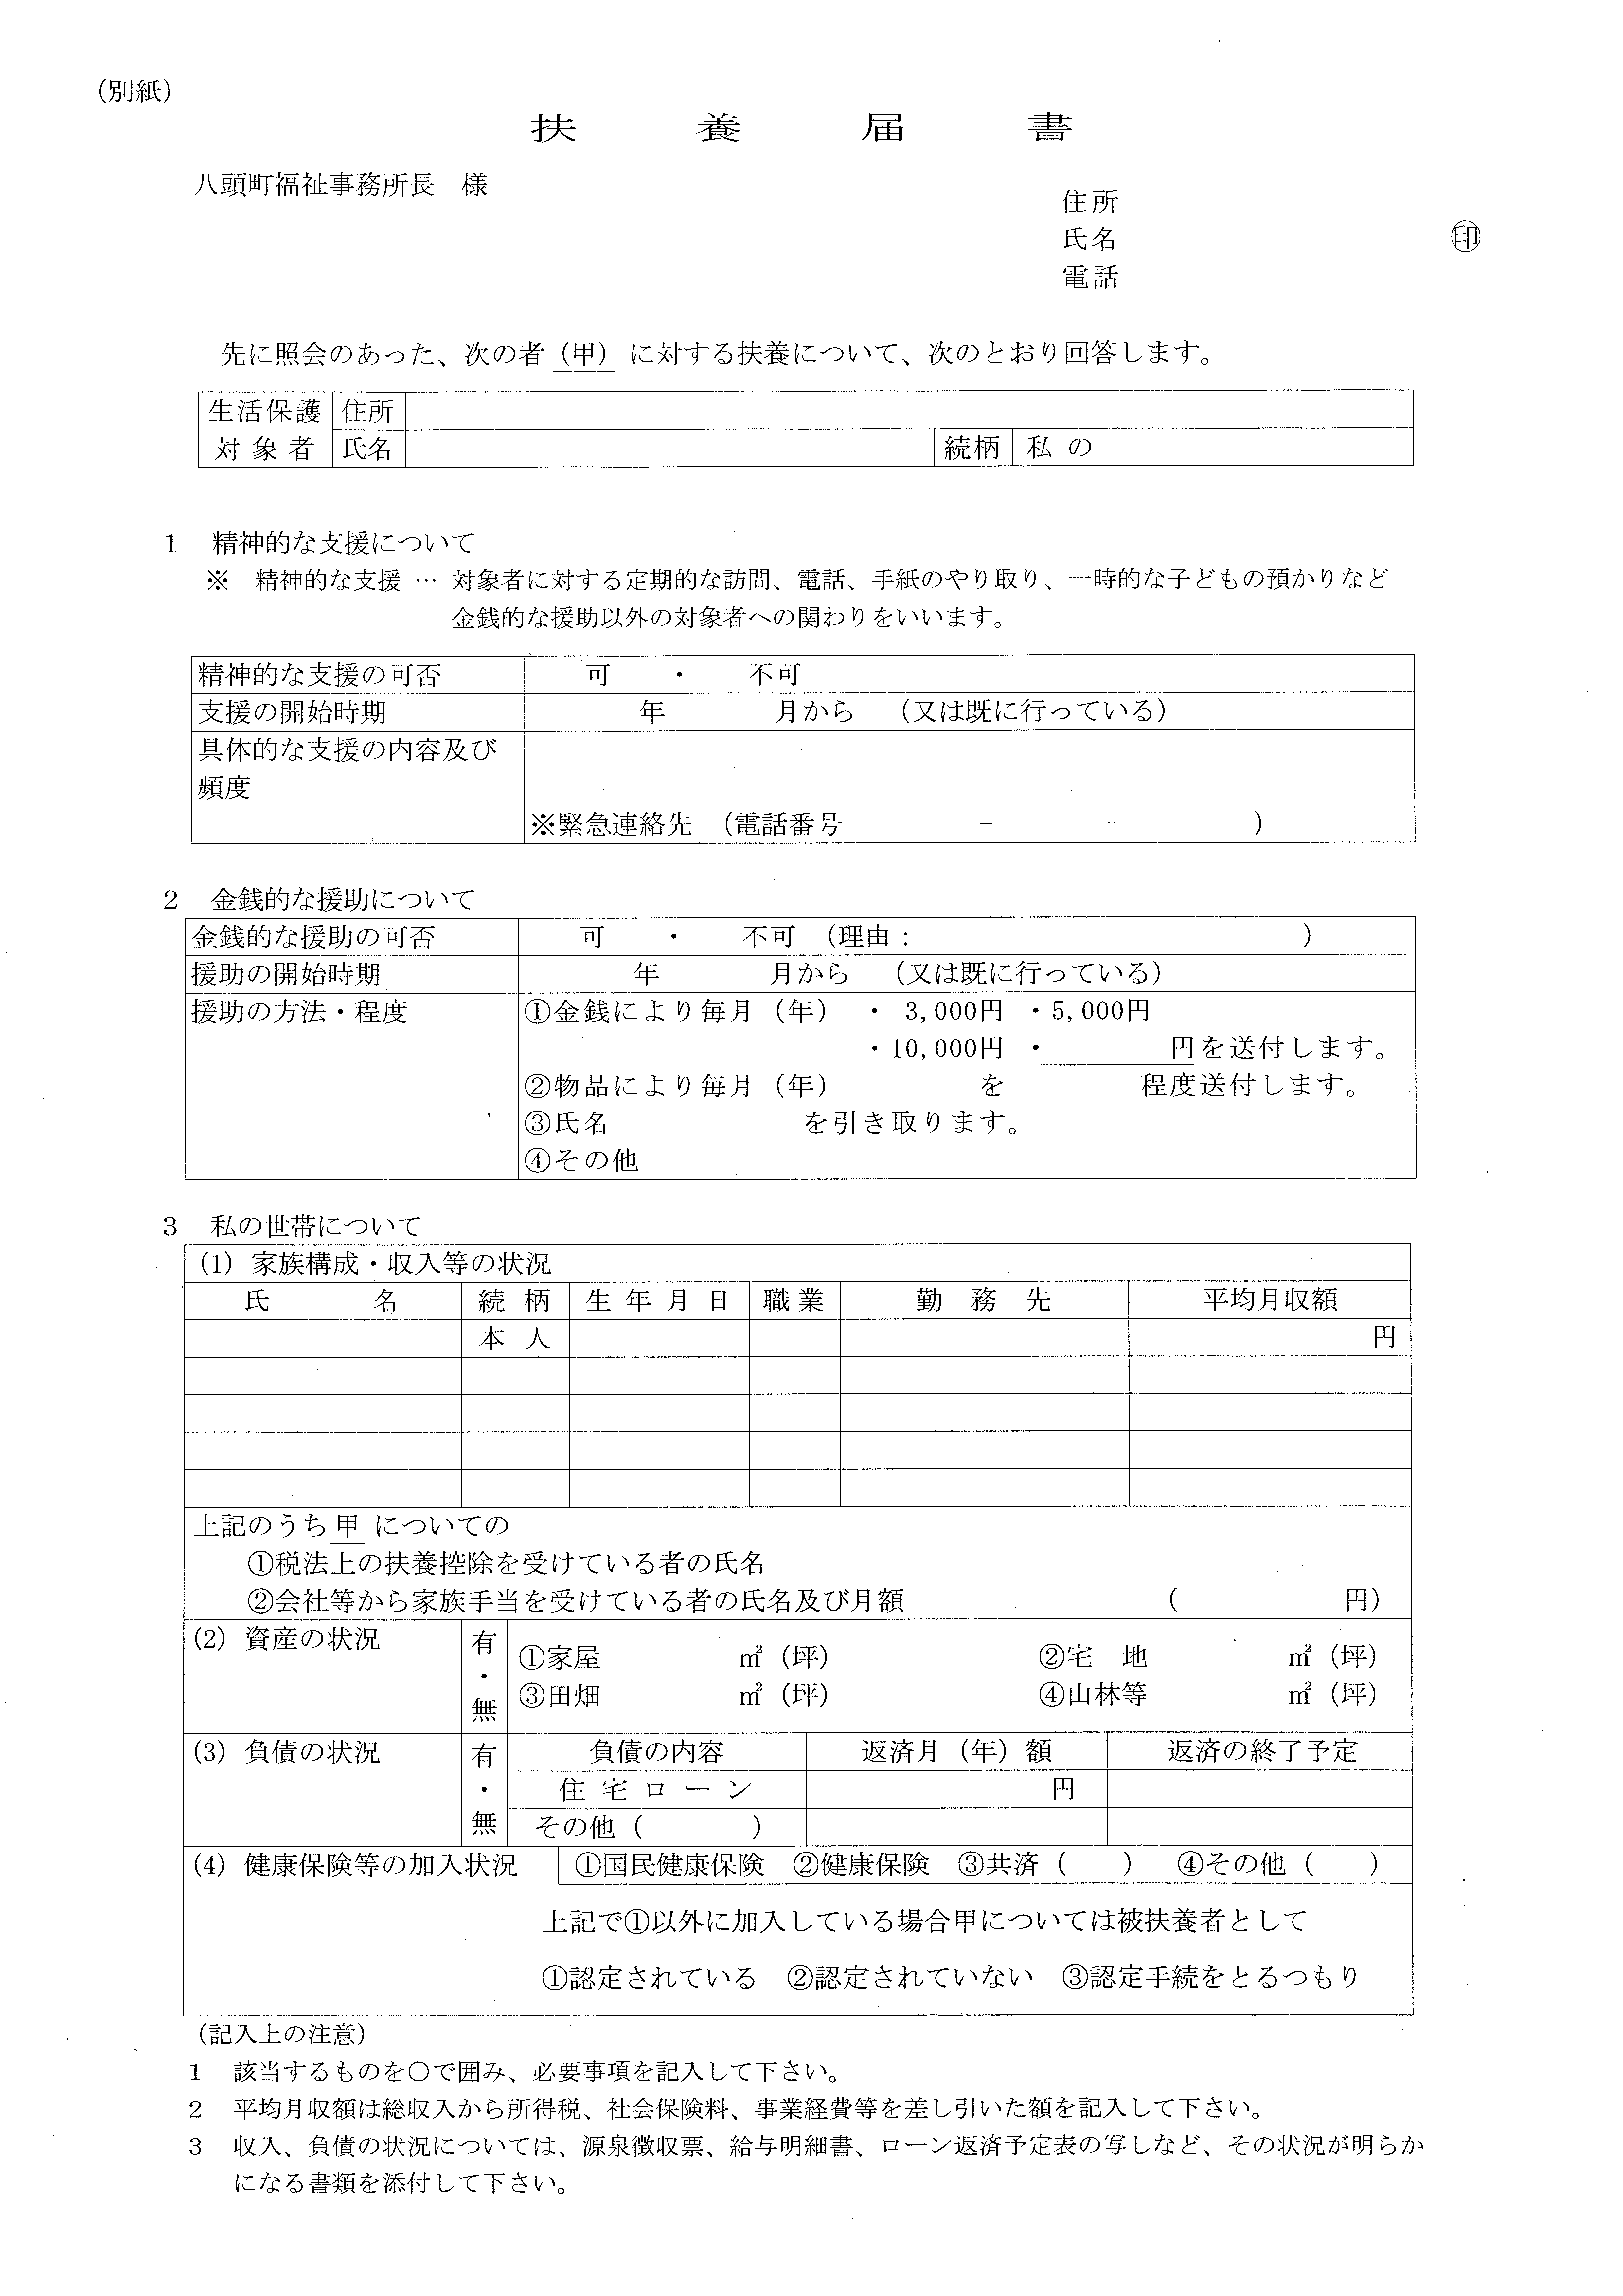 （別紙）
扶養届書
八頭町福祉事務所長　様
住所
氏名
㊞
電話
先に照会のあった、次の者（甲）に対する扶養について、次のとおり回答します。
生活保護 住所
対象者 氏名 続柄 私の
１　精神的な支援について
※　精神的な支援 … 対象者に対する定期的な訪問、電話、手紙のやり取り、一時的な子どもの預かりなど
金銭的な援助以外の対象者への関わりをいいます。
精神的な支援の可否 可　・　不可
支援の開始時期 年　月から　（又は既に行っている）
具体的な支援の内容及び
頻度
※緊急連絡先　（電話番号　－　－　）
２　金銭的な援助について
金銭的な援助の可否 可　・　不可　（理由：　）
援助の開始時期 年　月から　（又は既に行っている）
援助の方法・程度 ①金銭により毎月（年）　・ 3,000円　・5,000円
・10,000円　・　円を送付します。
②物品により毎月（年）　を　程度送付します。
③氏名　を引き取ります。
④その他
３　私の世帯について
(1) 家族構成・収入等の状況
氏名 続柄 生年月日 職業 勤務先 平均月収額
本人 円
上記のうち甲についての
①税法上の扶養控除を受けている者の氏名
②会社等から家族手当を受けている者の氏名及び月額　（　円）
(2) 資産の状況 有・無 ①家屋　㎡（坪）　②宅地　㎡（坪）
③田畑　㎡（坪）　④山林等　㎡（坪）
(3) 負債の状況 有・無 負債の内容 返済月（年）額 返済の終了予定
住宅ローン 円
その他（　）
(4) 健康保険等の加入状況 ①国民健康保険　②健康保険　③共済（　）　④その他（　）
上記で①以外に加入している場合甲については被扶養者として
①認定されている　②認定されていない　③認定手続をとるつもり
（記入上の注意）
１　該当するものを○で囲み、必要事項を記入して下さい。
２　平均月収額は総収入から所得税、社会保険料、事業経費等を差し引いた額を記入して下さい。
３　収入、負債の状況については、源泉徴収票、給与明細書、ローン返済予定表の写しなど、その状況が明らか
になる書類を添付して下さい。